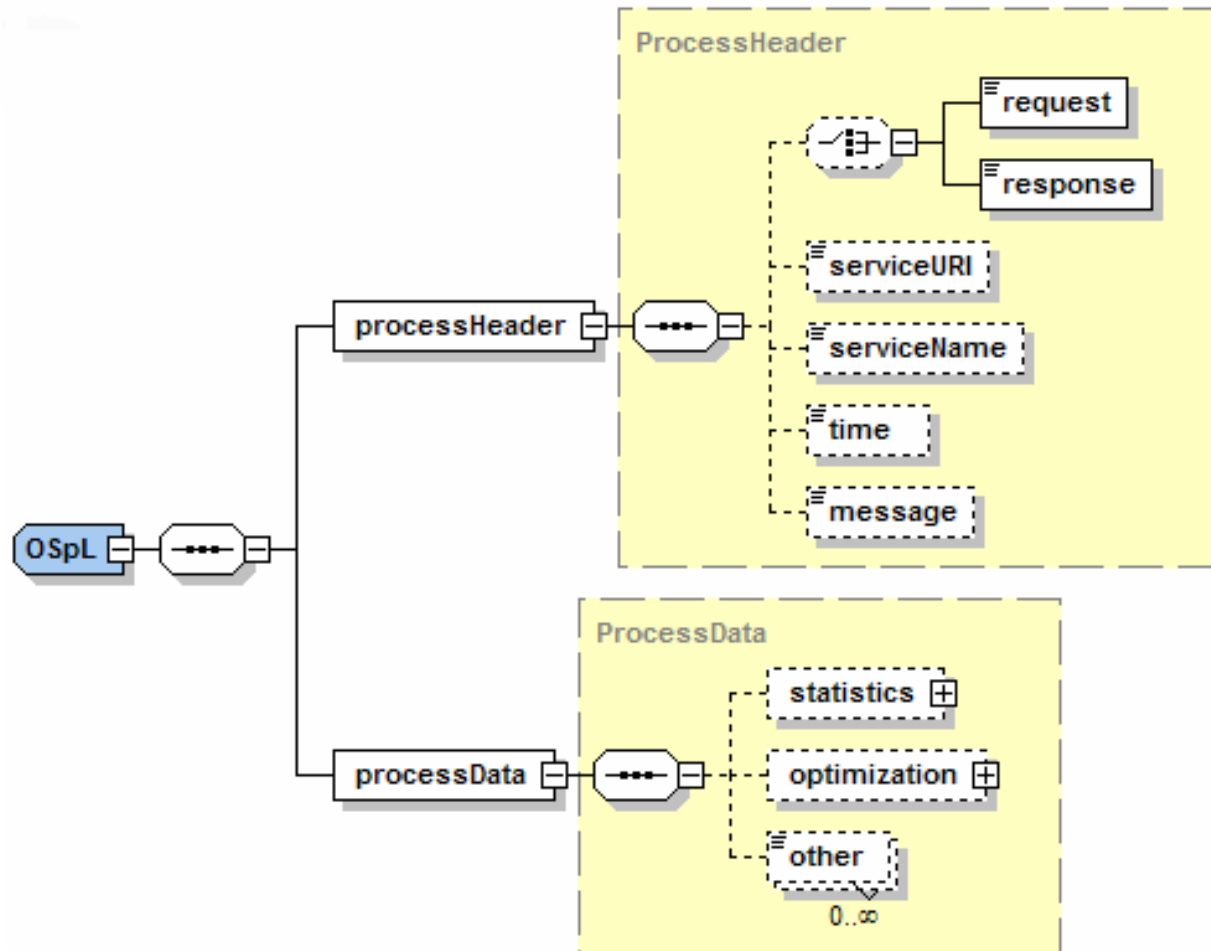 ProcessHeader
request
response
serviceURI
processHeader
serviceName
time
message
OSpL
ProcessData
statistics
processData
optimization
other
0..∞